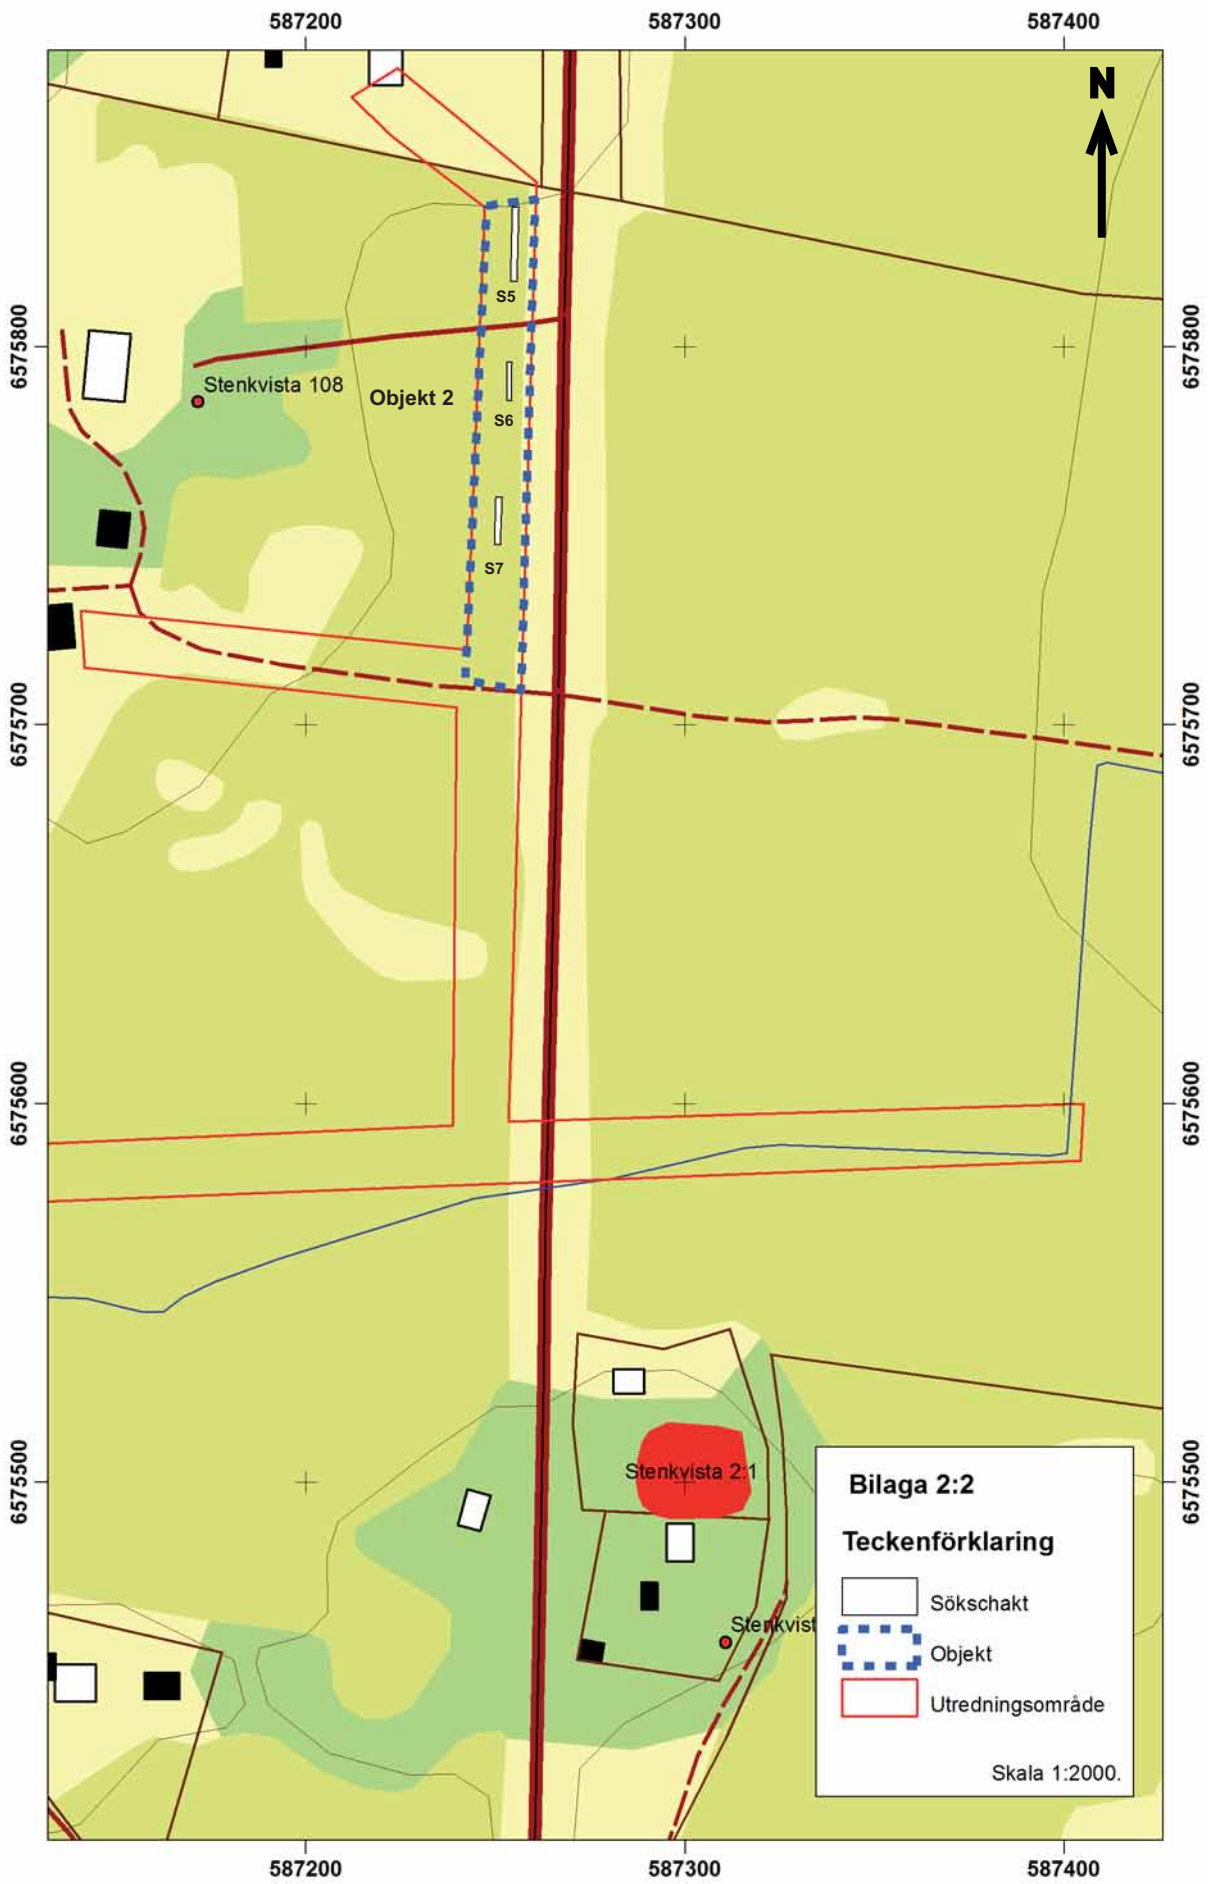 587200 587300 587400
N
S5
6575800 6575800
Stenkvista 108
Objekt 2
S6
S7
6575700 6575700
6575600 6575600
Stenkvista 2:1
6575500 6575500
Bilaga 2:2
Teckenförklaring
Sökschakt
Stenkvist
Objekt
Utredningsområde
Skala 1:2000.
587200 587300 587400